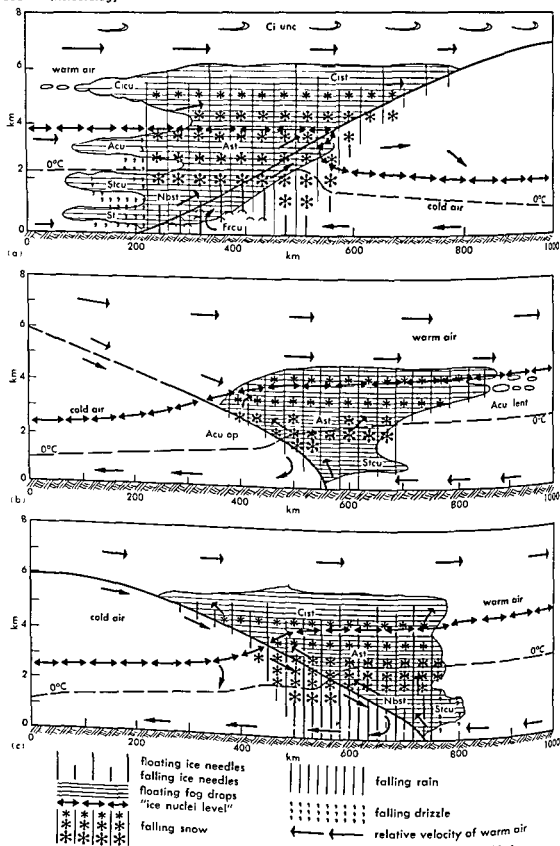 8
6
km
4
2
0
Ci unc
warm air
Cicu
Cist
Acu
Ast
0°C
Stcu
Nbst
St
Frcu
cold air
0°C
0
200
400
km
600
800
1000
(a)
8
6
km
4
2
0
warm air
cold air
Ast
Acu lent
Acu op
0°C
0°C
Stcu
0
200
400
km
600
800
1000
(b)
8
6
km
4
2
0
cold air
Cist
warm air
Ast
0°C
0°C
Nbst
Stcu
0
200
400
km
600
800
1000
(c)
floating ice needles
falling ice needles
floating fog drops
"ice nuclei level"
falling snow
falling rain
falling drizzle
relative velocity of warm air